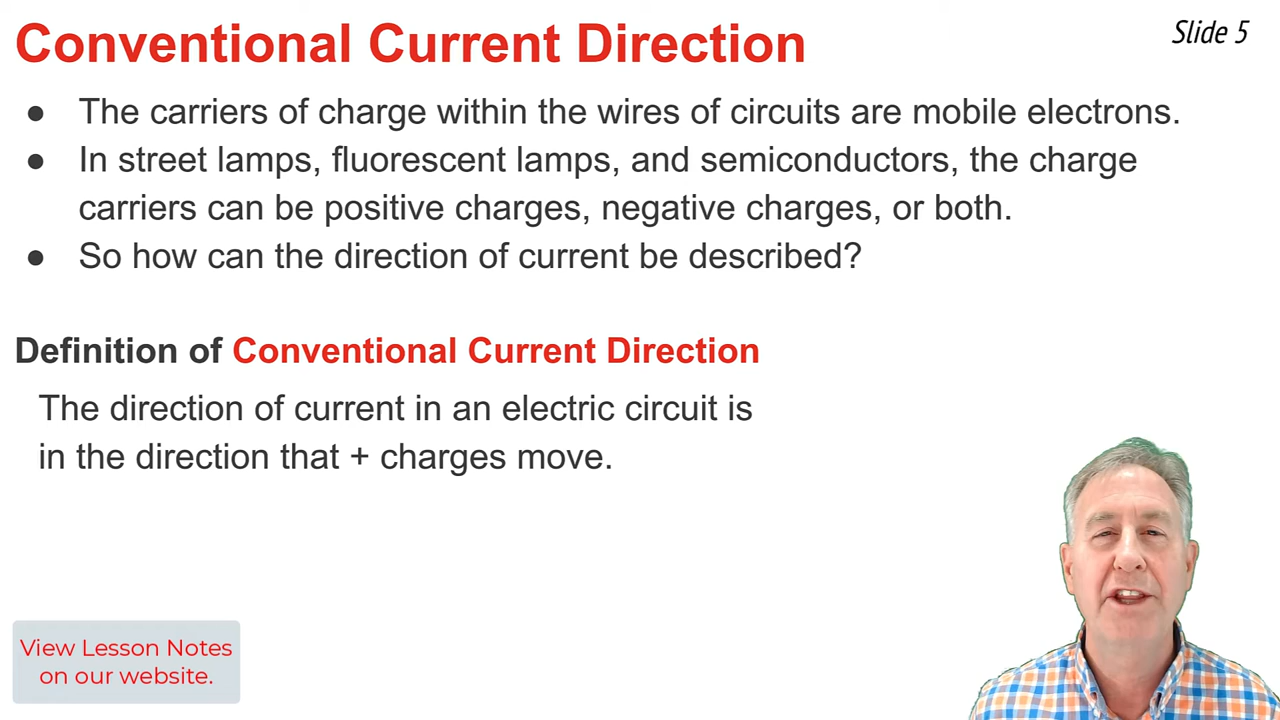 Conventional Current Direction
Slide 5
● The carriers of charge within the wires of circuits are mobile electrons.
● In street lamps, fluorescent lamps, and semiconductors, the charge
carriers can be positive charges, negative charges, or both.
● So how can the direction of current be described?
Definition of Conventional Current Direction
The direction of current in an electric circuit is
in the direction that + charges move.
View Lesson Notes
on our website.